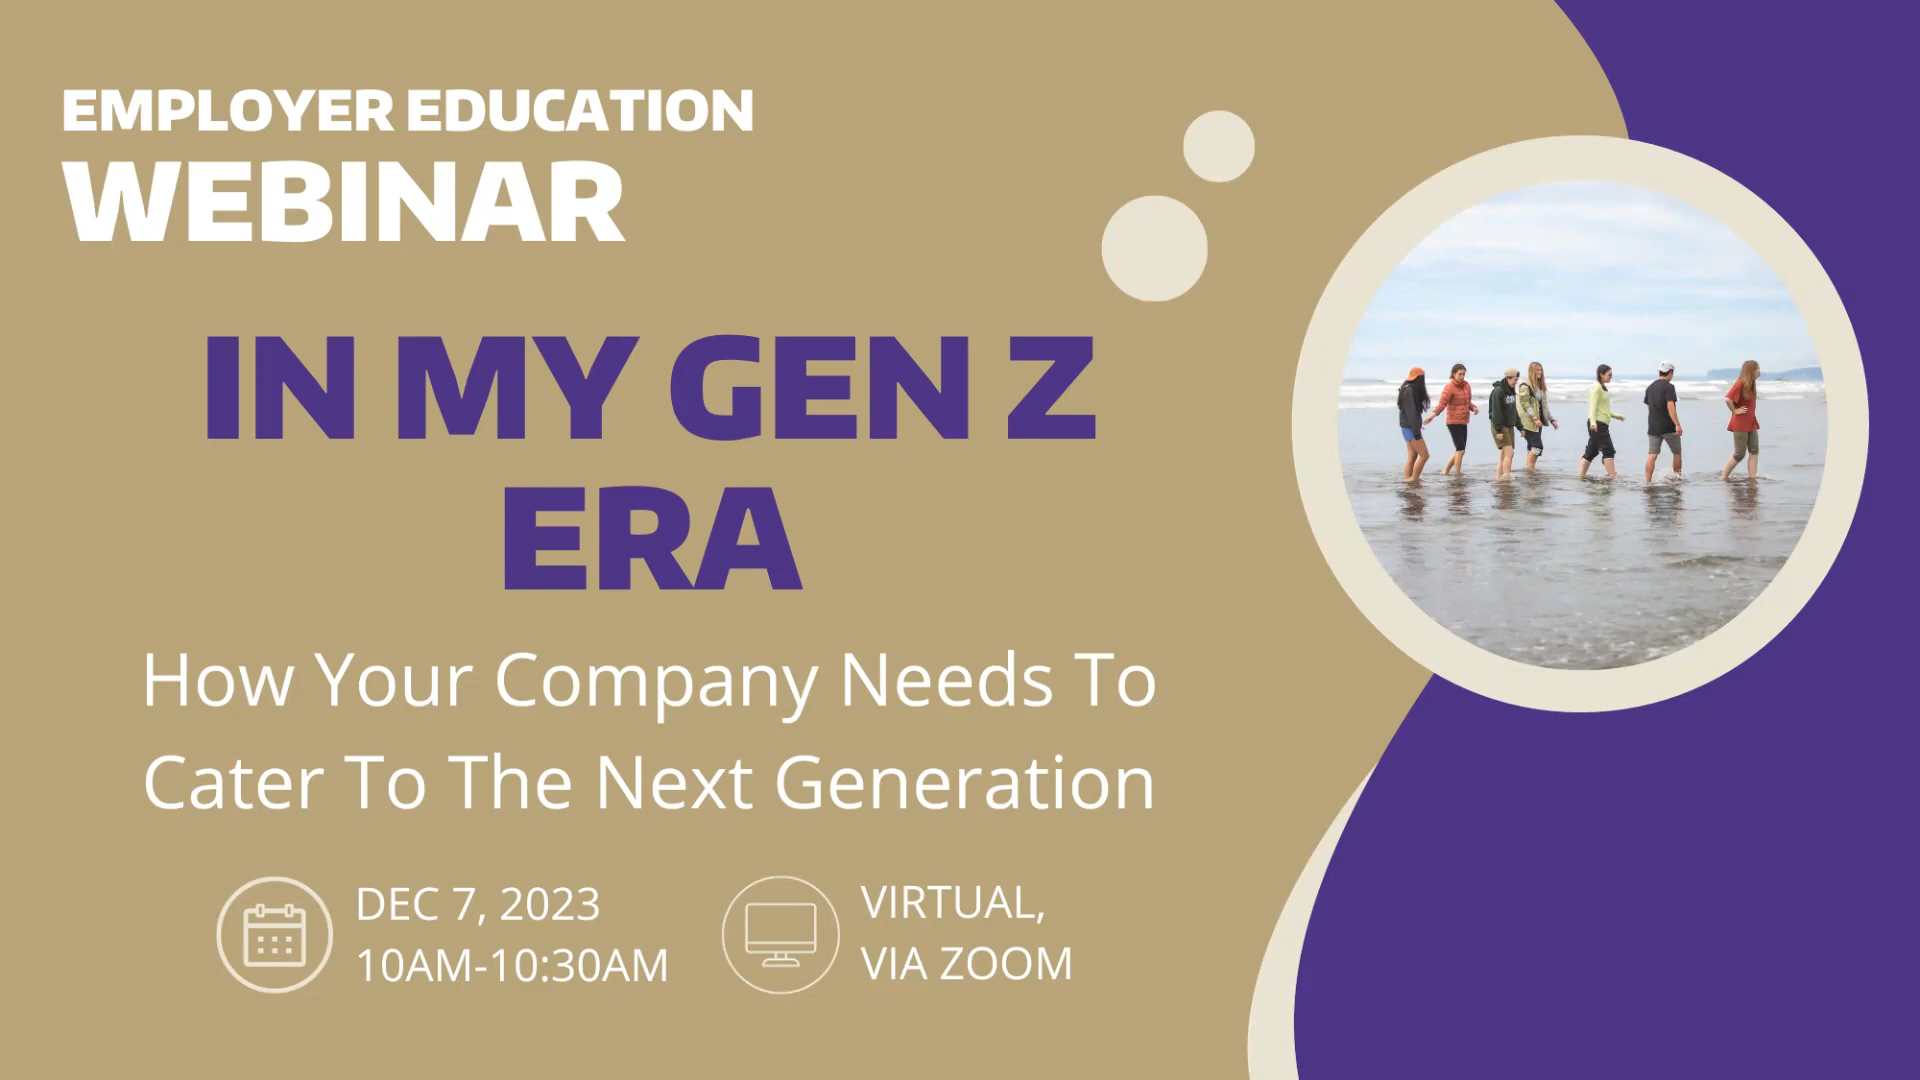 EMPLOYER EDUCATION
WEBINAR
IN MY GEN Z
ERA
How Your Company Needs To
Cater To The Next Generation
DEC 7, 2023
10AM-10:30AM
VIRTUAL,
VIA ZOOM